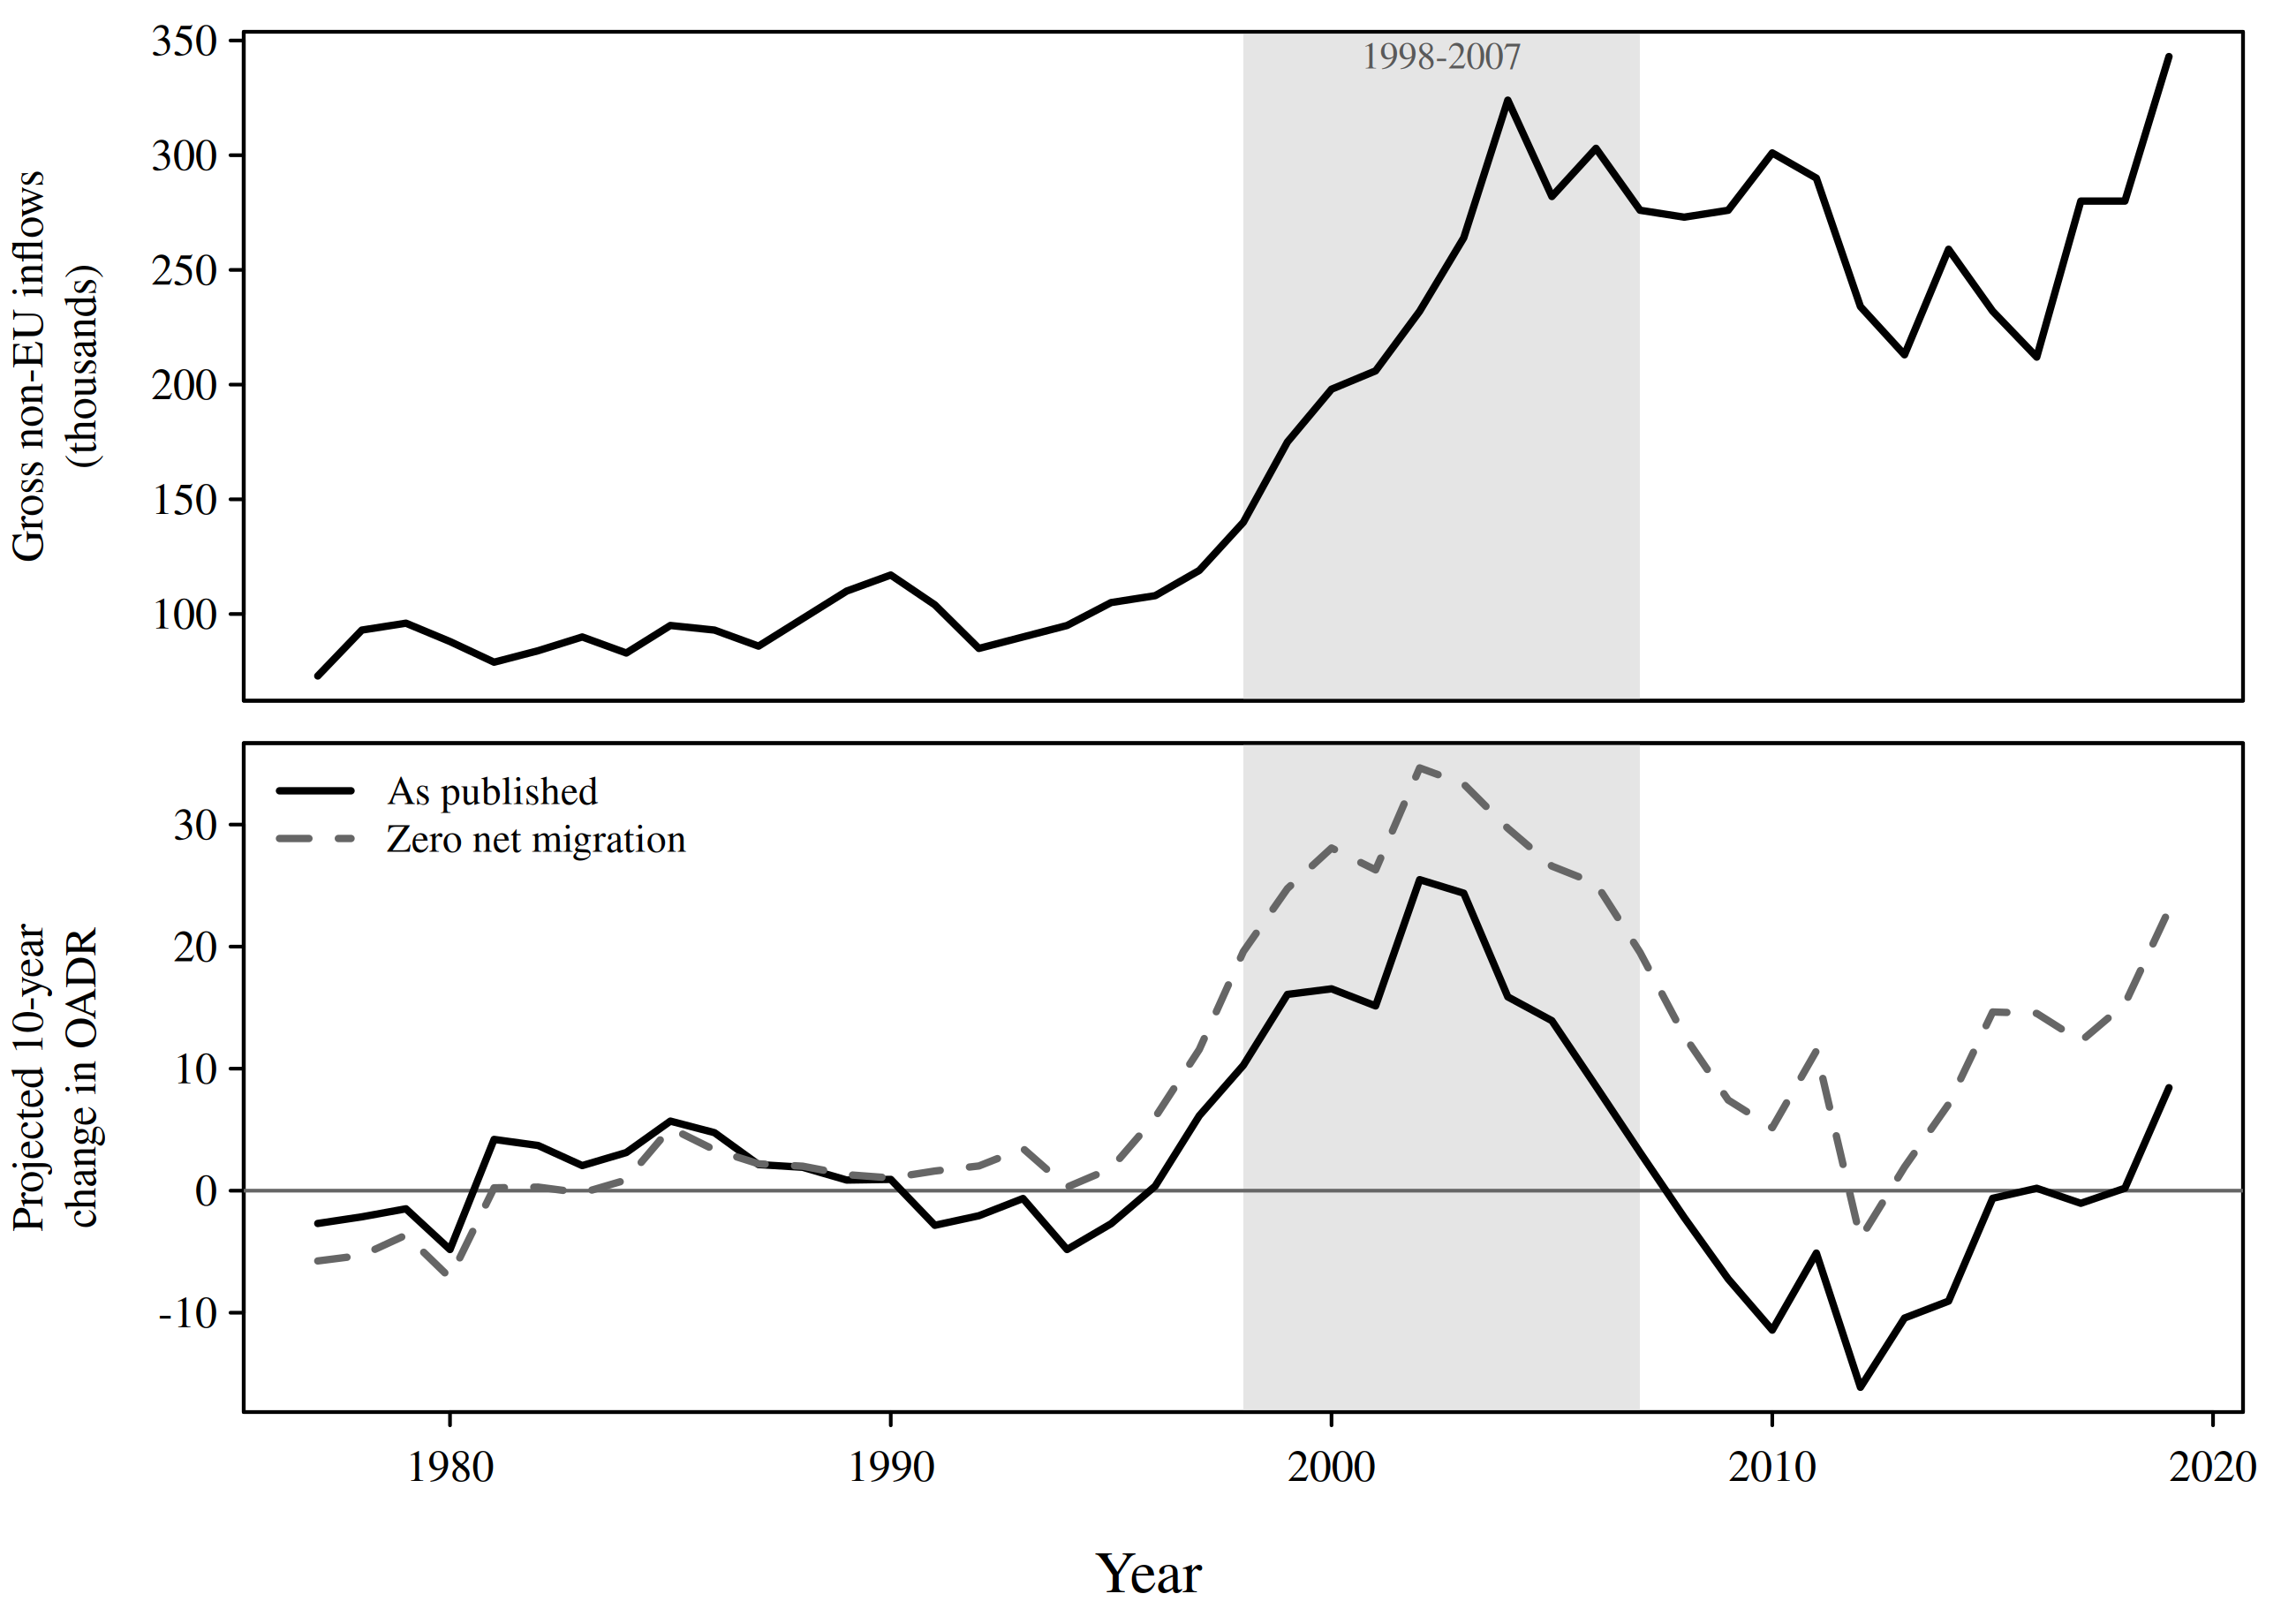 350
1998-2007
300
250
200
150
100
Gross non-EU inflows
(thousands)
As published
Zero net migration
30
20
10
0
-10
Projected 10-year
change in OADR
1980
1990
2000
2010
2020
Year